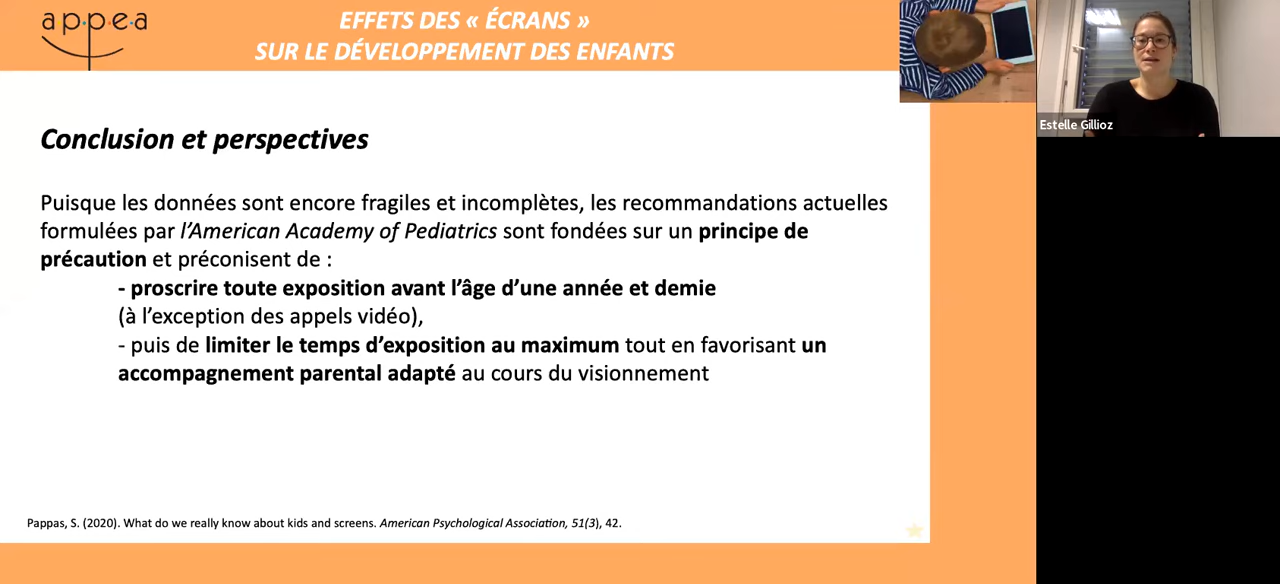 a·p·p·e·a
EFFETS DES « ÉCRANS »
SUR LE DÉVELOPPEMENT DES ENFANTS
Estelle Gillioz
Conclusion et perspectives
Puisque les données sont encore fragiles et incomplètes, les recommandations actuelles
formulées par l’American Academy of Pediatrics sont fondées sur un principe de
précaution et préconisent de :
- proscrire toute exposition avant l’âge d’une année et demie
(à l’exception des appels vidéo),
- puis de limiter le temps d’exposition au maximum tout en favorisant un
accompagnement parental adapté au cours du visionnement
Pappas, S. (2020). What do we really know about kids and screens. American Psychological Association, 51(3), 42.